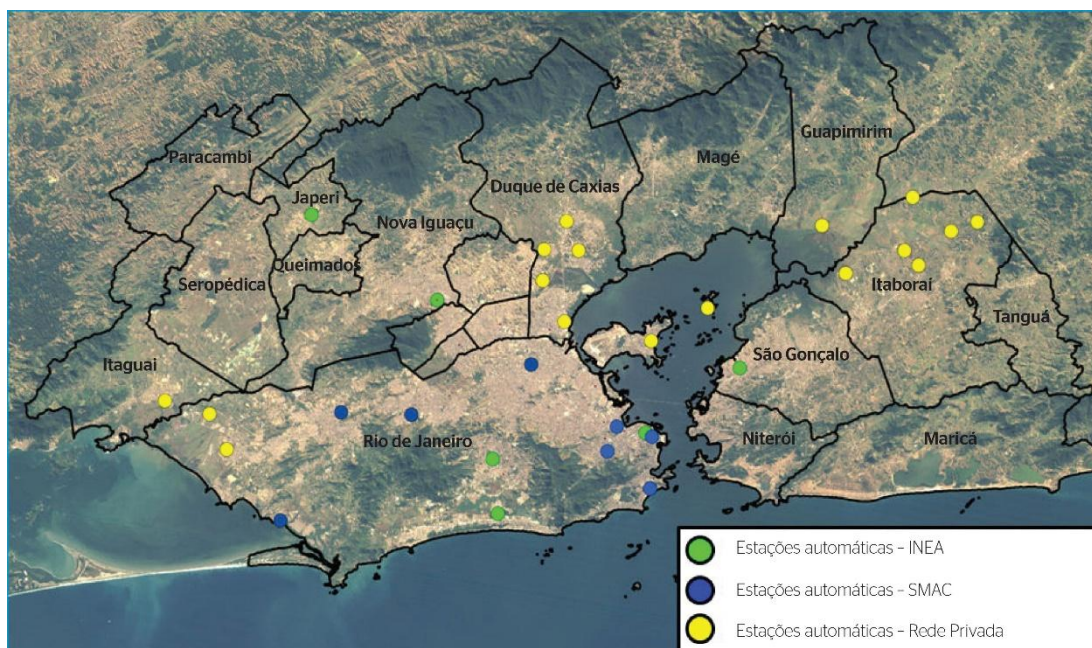 Guapimirim
Paracambi
Magé
Duque de Caxias
Japeri
Nova Iguaçu
Queimados
Seropédica
Itaboraí
Tanguá
São Gonçalo
Itaguai
Rio de Janeiro
Niterói
Maricá
Estações automáticas – INEA
Estações automáticas – SMAC
Estações automáticas – Rede Privada